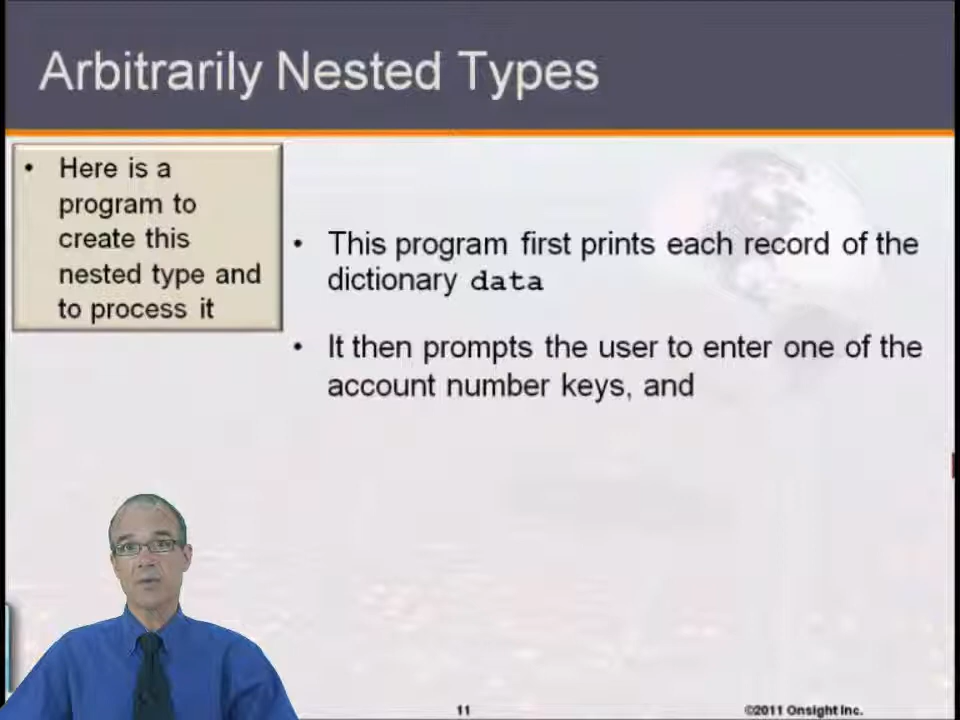 Arbitrarily Nested Types
• Here is a
program to
create this
nested type and
to process it
• This program first prints each record of the
dictionary data
• It then prompts the user to enter one of the
account number keys, and
11
©2011 Onsight Inc.